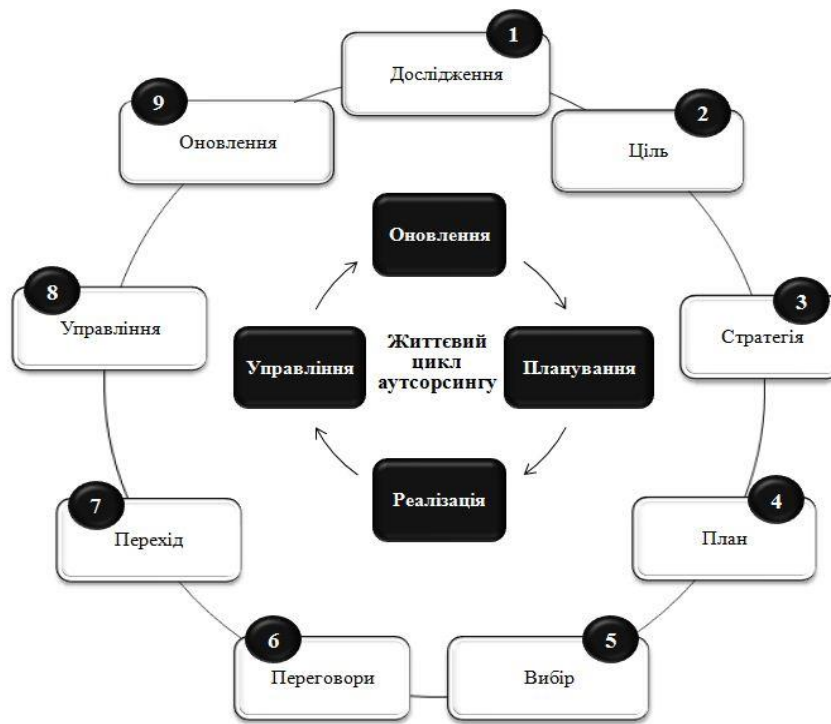 1
Дослідження
2
Ціль
3
Стратегія
4
План
5
Вибір
6
Переговори
7
Перехід
8
Управління
9
Оновлення
Оновлення
Планування
Реалізація
Управління
Життєвий
цикл
аутсорсингу